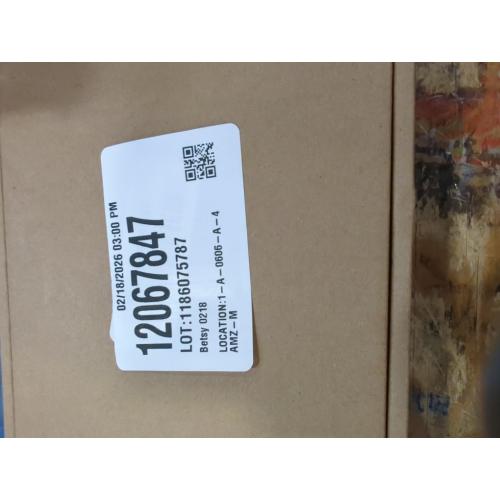 02/18/2026 03:00 PM
12067847
LOT:1186075787
Betsy 0218
LOCATION:1-A-0606-A-4
AMZ-M